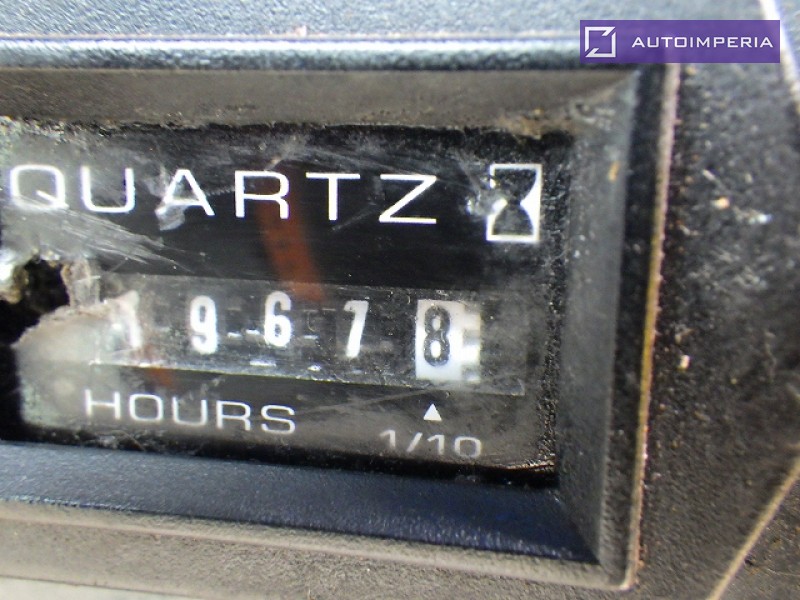 AUTOIMPERIA
QUARTZ
19678
HOURS
1/10